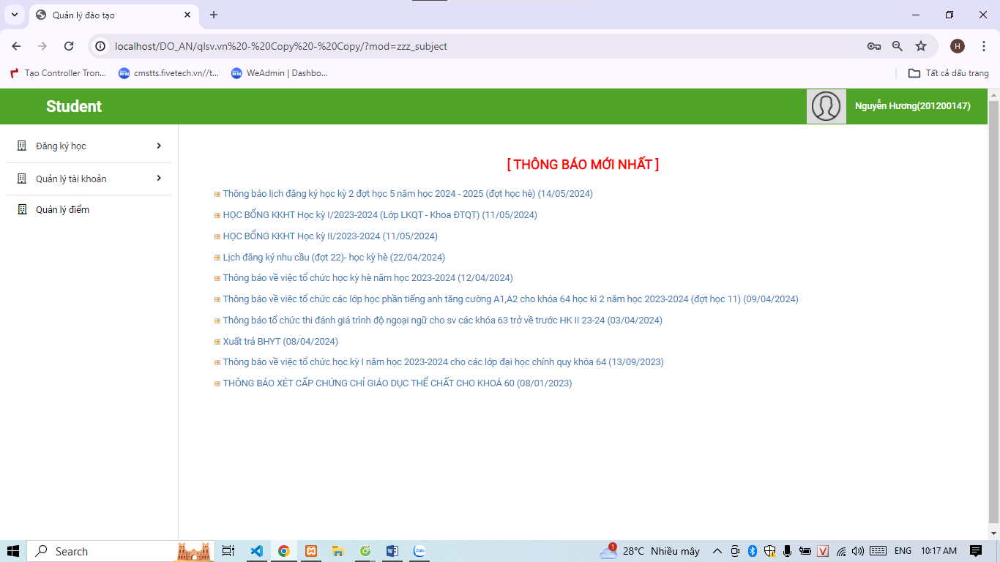 Quản lý đào tạo
localhost/DO_AN/qlsv.vn%20-%20Copy%20-%20Copy/?mod=zzz_subject
H
Tạo Controller Tron...
cmstts.fivetech.vn//t...
WeAdmin | Dashbo...
Tất cả dấu trang
Student
Nguyễn Hương(201200147)
Đăng ký học
Quản lý tài khoản
Quản lý điểm
[ THÔNG BÁO MỚI NHẤT ]
Thông báo lịch đăng ký học kỳ 2 đợt học 5 năm học 2024 - 2025 (đợt học hè) (14/05/2024)
HỌC BỔNG KKHT Học kỳ I/2023-2024 (Lớp LKQT - Khoa ĐTQT) (11/05/2024)
HỌC BỔNG KKHT Học kỳ II/2023-2024 (11/05/2024)
Lịch đăng ký nhu cầu (đợt 22)- học kỳ hè (22/04/2024)
Thông báo về việc tổ chức học kỳ hè năm học 2023-2024 (12/04/2024)
Thông báo về viêc tổ chức các lớp học phần tiếng anh tăng cường A1,A2 cho khóa 64 học kì 2 năm học 2023-2024 (đợt học 11) (09/04/2024)
Thông báo tổ chức thi đánh giá trình độ ngoại ngữ cho sv các khóa 63 trở về trước HK II 23-24 (03/04/2024)
Xuất trả BHYT (08/04/2024)
Thông báo về việc tổ chức học kỳ I năm học 2023-2024 cho các lớp đại học chính quy khóa 64 (13/09/2023)
THÔNG BÁO XÉT CẤP CHỨNG CHỈ GIÁO DỤC THỂ CHẤT CHO KHOÁ 60 (08/01/2023)
Search
Zalo
1
28°C Nhiều mây
V
ENG
10:17 AM